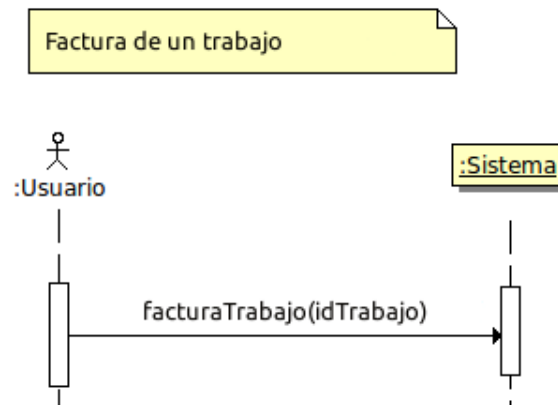 Factura de un trabajo
:Usuario
:Sistema
facturaTrabajo(idTrabajo)